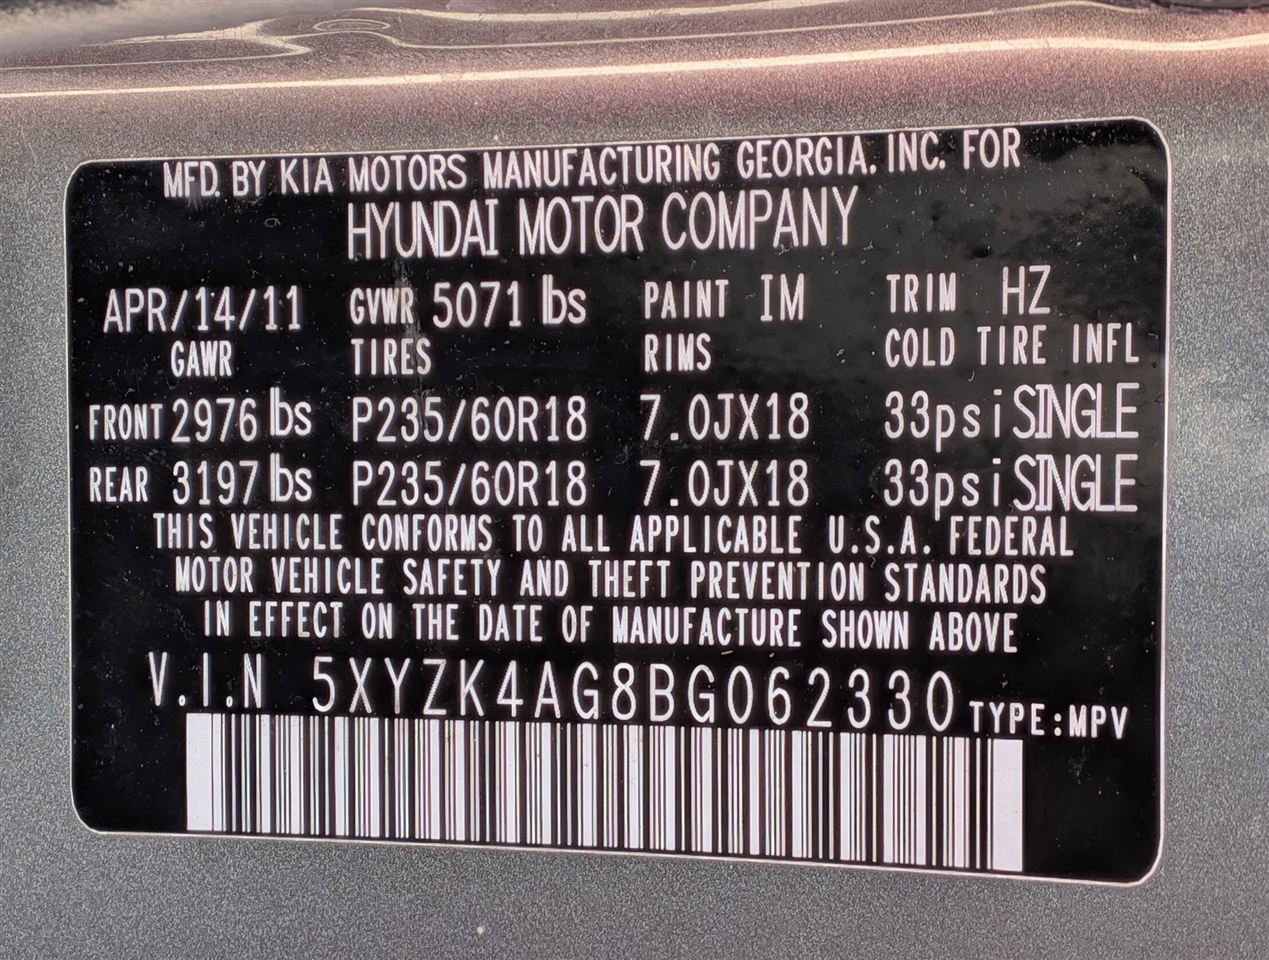 MFD. BY KIA MOTORS MANUFACTURING GEORGIA, INC. FOR
HYUNDAI MOTOR COMPANY
APR/14/11 GVWR 5071 lbs PAINT IM TRIM HZ
GAWR TIRES RIMS COLD TIRE INFL
FRONT 2976 lbs P235/60R18 7.0JX18 33psi SINGLE
REAR 3197 lbs P235/60R18 7.0JX18 33psi SINGLE
THIS VEHICLE CONFORMS TO ALL APPLICABLE U.S.A. FEDERAL
MOTOR VEHICLE SAFETY AND THEFT PREVENTION STANDARDS
IN EFFECT ON THE DATE OF MANUFACTURE SHOWN ABOVE
V.I.N 5XYZK4AG8BG062330 TYPE:MPV